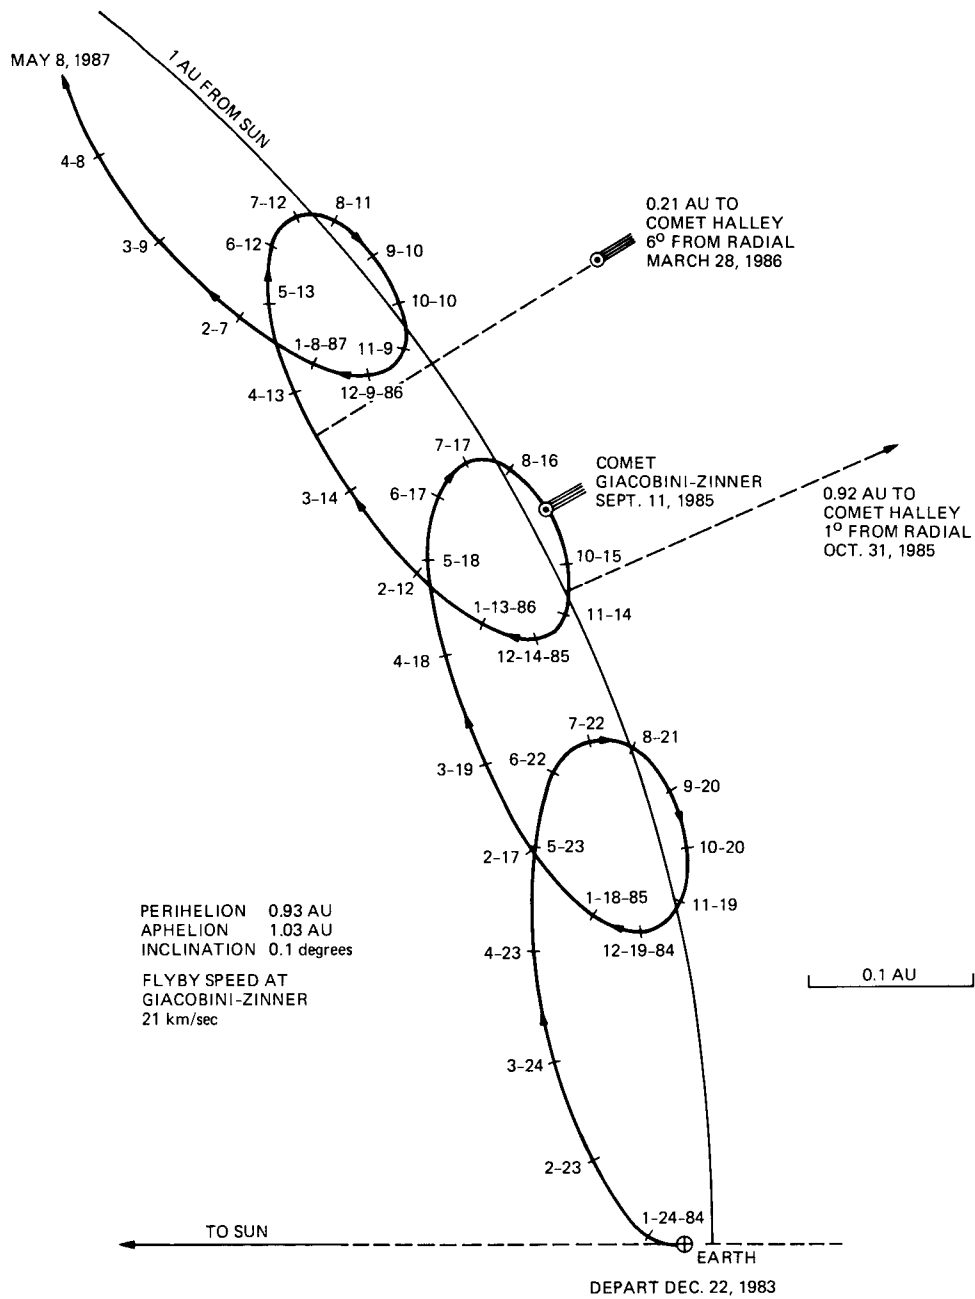 MAY 8, 1987
1 AU FROM SUN
4-8
7-12
8-11
0.21 AU TO
COMET HALLEY
6° FROM RADIAL
MARCH 28, 1986
3-9
6-12
9-10
5-13
10-10
2-7
1-8-87
11-9
4-13
12-9-86
7-17
8-16
COMET
GIACOBINI-ZINNER
SEPT. 11, 1985
3-14
6-17
0.92 AU TO
COMET HALLEY
1° FROM RADIAL
OCT. 31, 1985
5-18
10-15
2-12
1-13-86
11-14
4-18
12-14-85
7-22
8-21
3-19
6-22
9-20
2-17
5-23
10-20
1-18-85
11-19
4-23
12-19-84
PERIHELION 0.93 AU
APHELION 1.03 AU
INCLINATION 0.1 degrees
FLYBY SPEED AT
GIACOBINI-ZINNER
21 km/sec
0.1 AU
3-24
2-23
1-24-84
TO SUN
EARTH
DEPART DEC. 22, 1983